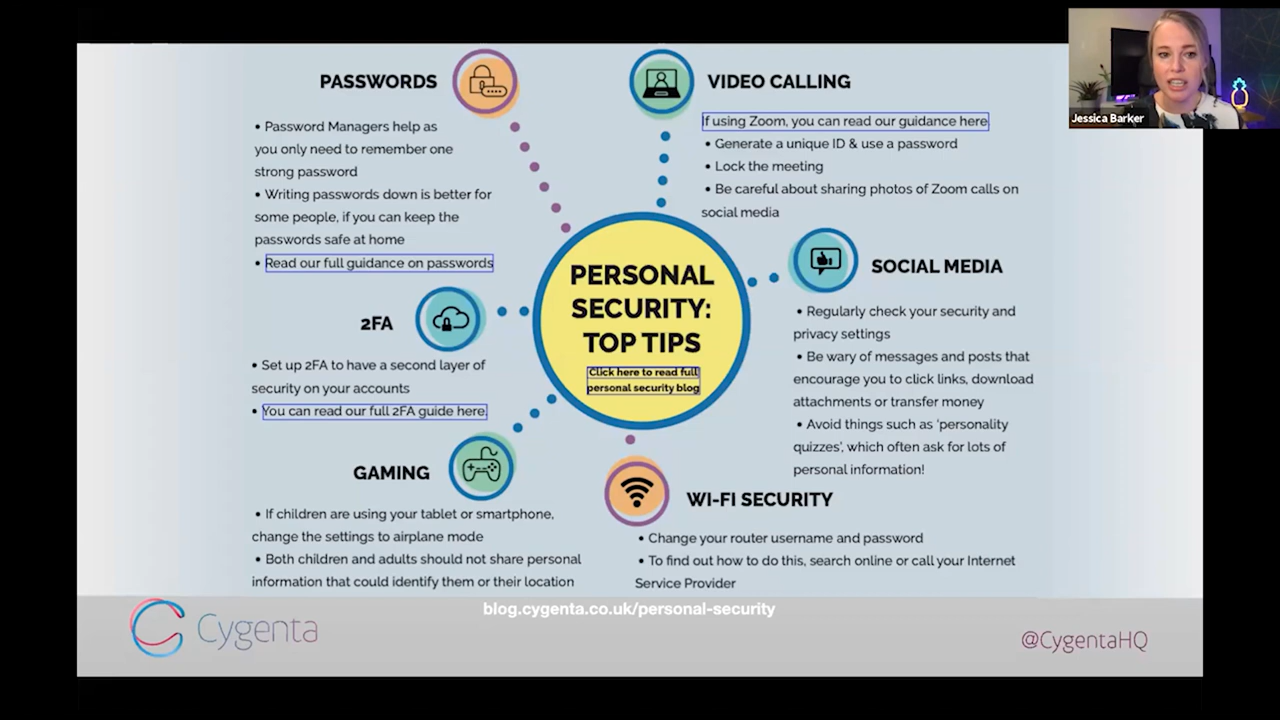 PASSWORDS
• Password Managers help as
you only need to remember one
strong password
• Writing passwords down is better for
some people, if you can keep the
passwords safe at home
• Read our full guidance on passwords
2FA
• Set up 2FA to have a second layer of
security on your accounts
• You can read our full 2FA guide here.
GAMING
• If children are using your tablet or smartphone,
change the settings to airplane mode
• Both children and adults should not share personal
information that could identify them or their location
PERSONAL
SECURITY:
TOP TIPS
Click here to read full
personal security blog
VIDEO CALLING
If using Zoom, you can read our guidance here
• Generate a unique ID & use a password
• Lock the meeting
• Be careful about sharing photos of Zoom calls on
social media
SOCIAL MEDIA
• Regularly check your security and
privacy settings
• Be wary of messages and posts that
encourage you to click links, download
attachments or transfer money
• Avoid things such as 'personality
quizzes', which often ask for lots of
personal information!
WI-FI SECURITY
• Change your router username and password
• To find out how to do this, search online or call your Internet
Service Provider
blog.cygenta.co.uk/personal-security
Cygenta
@CygentaHQ
Jessica Barker